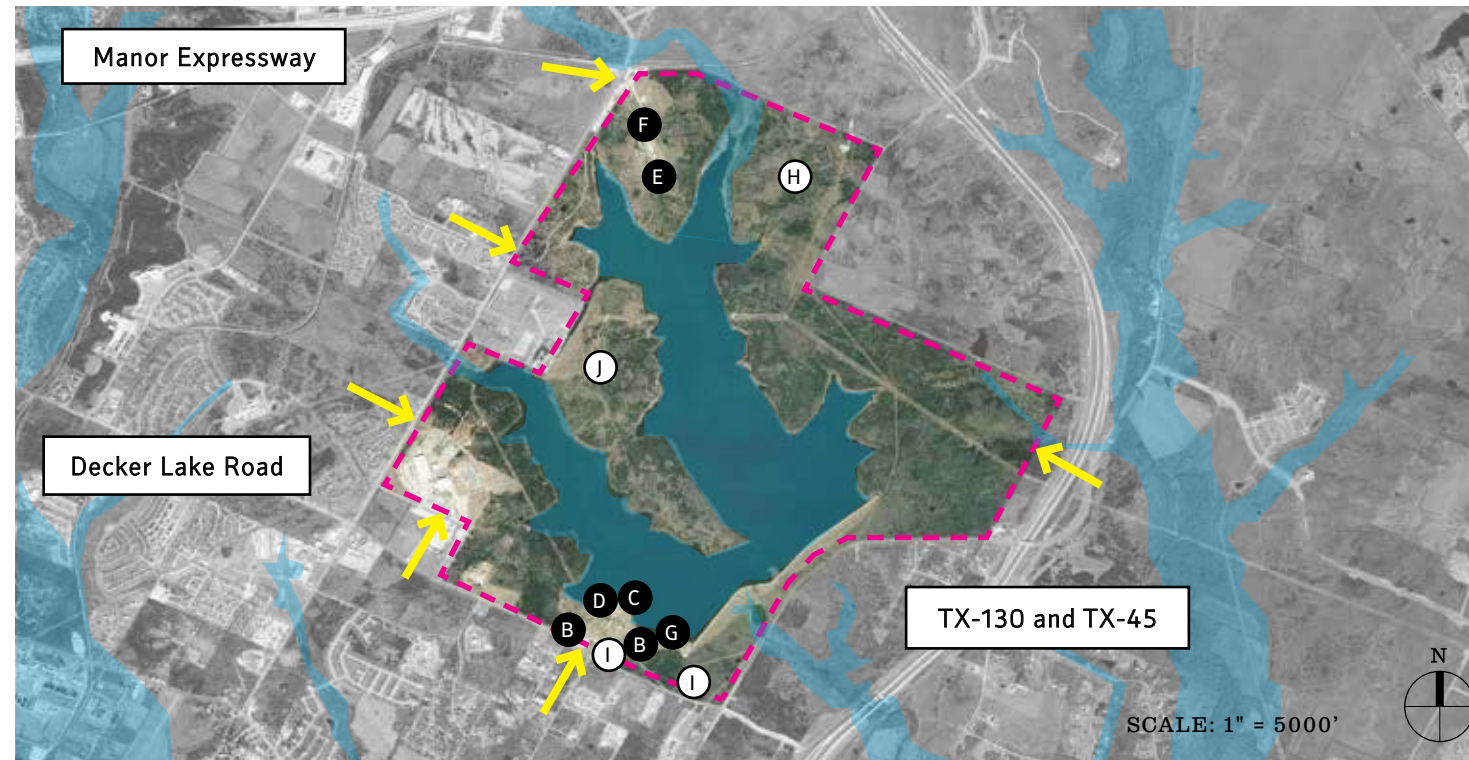 Manor Expressway
F
E
H
J
Decker Lake Road
D
C
B
B
G
I
I
TX-130 and TX-45
N
SCALE: 1" = 5000’